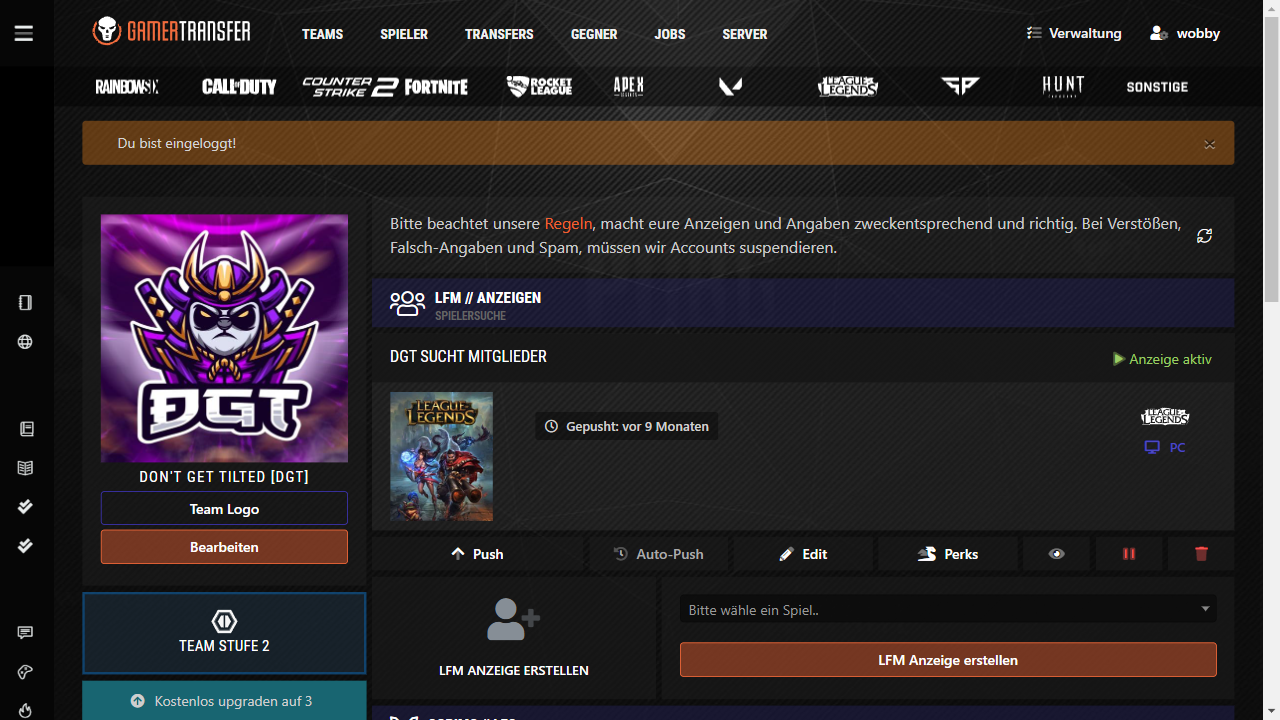 GAMERTRANSFER
TEAMS
SPIELER
TRANSFERS
GEGNER
JOBS
SERVER
Verwaltung
wobby
RAINBOWSIX
CALL OF DUTY
COUNTER STRIKE 2
FORTNITE
ROCKET LEAGUE
APEX
LEAGUE OF LEGENDS
HUNT
SONSTIGE
Du bist eingeloggt!
Bitte beachtet unsere Regeln, macht eure Anzeigen und Angaben zweckentsprechend und richtig. Bei Verstößen,
Falsch-Angaben und Spam, müssen wir Accounts suspendieren.
LFM // ANZEIGEN
SPIELERSUCHE
DGT SUCHT MITGLIEDER
Anzeige aktiv
LEAGUE OF LEGENDS
Gepusht: vor 9 Monaten
LEAGUE OF LEGENDS
PC
DGT
DON'T GET TILTED [DGT]
Team Logo
Bearbeiten
Push
Auto-Push
Edit
Perks
TEAM STUFE 2
Kostenlos upgraden auf 3
LFM ANZEIGE ERSTELLEN
Bitte wähle ein Spiel..
LFM Anzeige erstellen